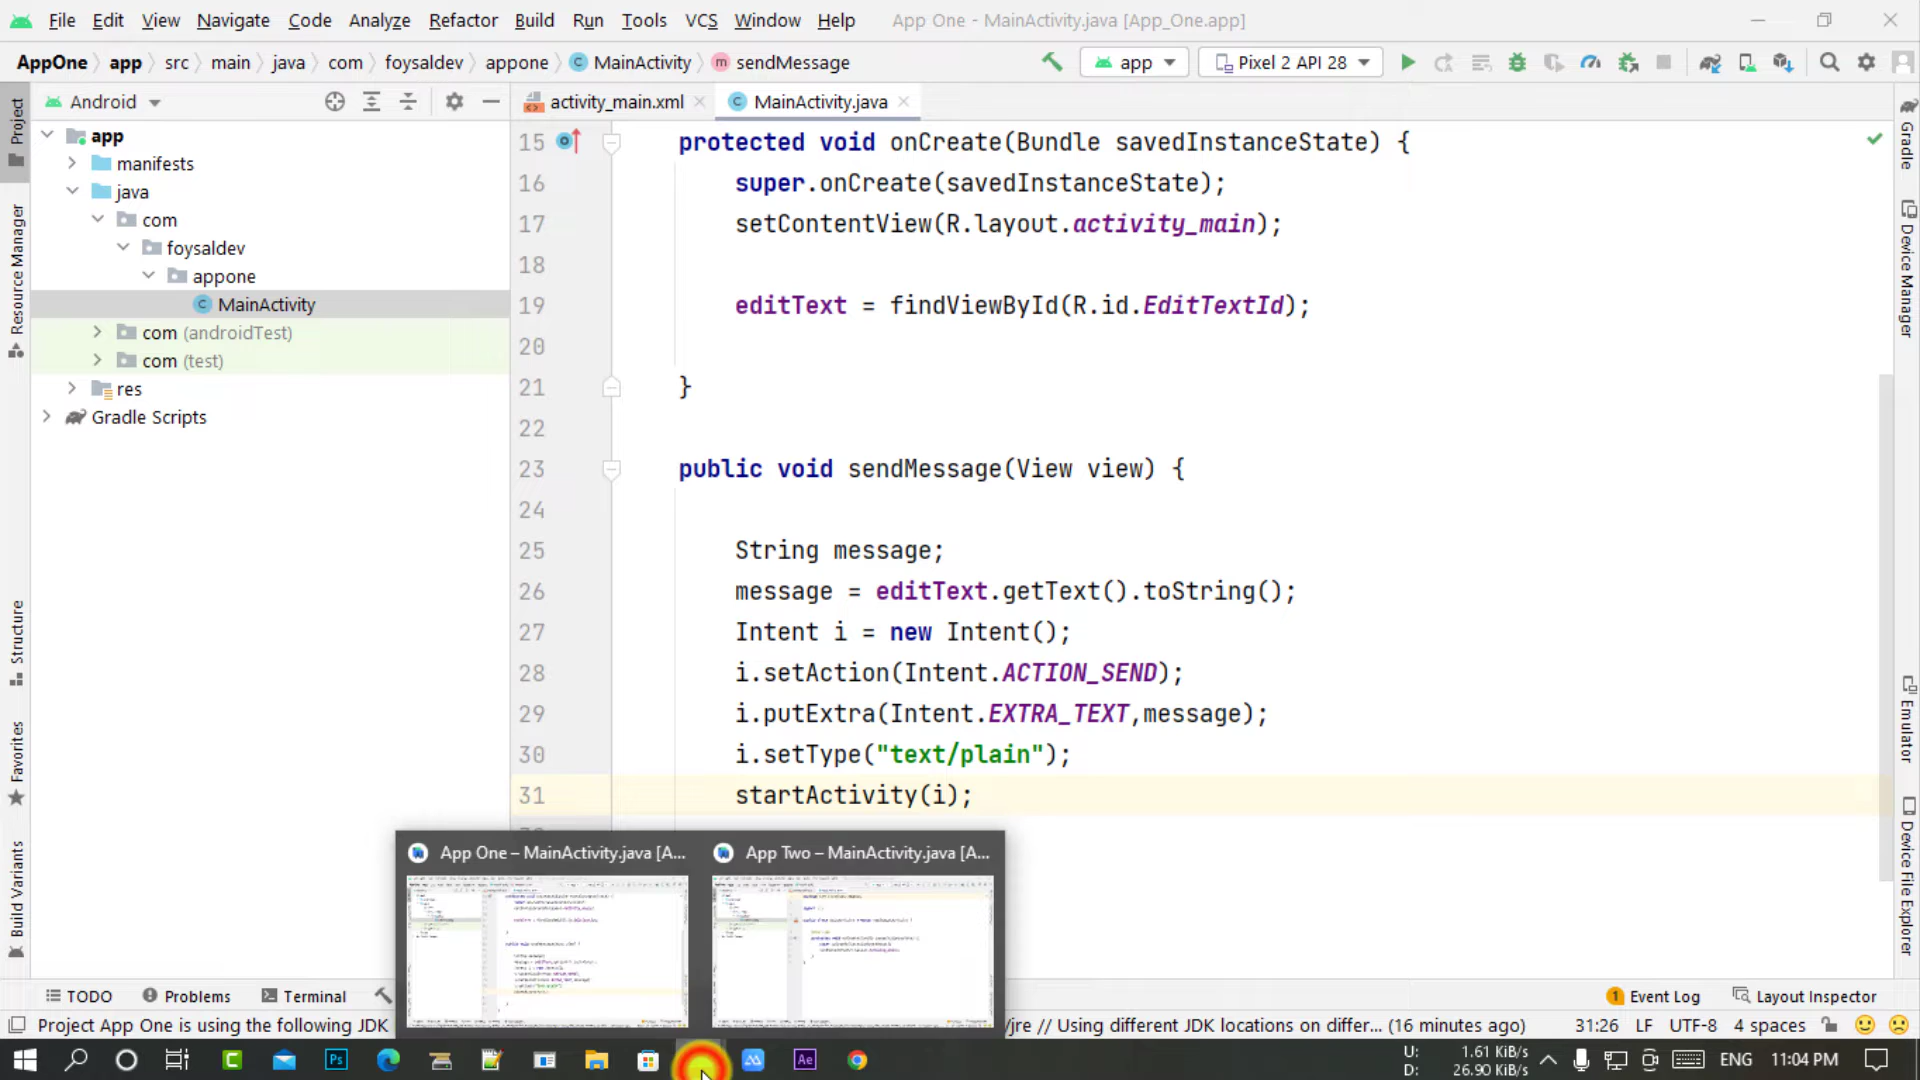 File Edit View Navigate Code Analyze Refactor Build Run Tools VCS Window Help App One - MainActivity.java [App_One.app]
AppOne app src main java com foysaldev appone MainActivity sendMessage app Pixel 2 API 28
Android activity_main.xml MainActivity.java
app
manifests
java
com
foysaldev
appone
MainActivity
com (androidTest)
com (test)
res
Gradle Scripts
15 protected void onCreate(Bundle savedInstanceState) {
16 super.onCreate(savedInstanceState);
17 setContentView(R.layout.activity_main);
18
19 editText = findViewById(R.id.EditTextId);
20
21 }
22
23 public void sendMessage(View view) {
24
25 String message;
26 message = editText.getText().toString();
27 Intent i = new Intent();
28 i.setAction(Intent.ACTION_SEND);
29 i.putExtra(Intent.EXTRA_TEXT,message);
30 i.setType("text/plain");
31 startActivity(i);
Project
Resource Manager
Structure
Favorites
Build Variants
Gradle
Device Manager
Emulator
Device File Explorer
App One – MainActivity.java [A... App Two – MainActivity.java [A...
TODO Problems Terminal 1 Event Log Layout Inspector
Project App One is using the following JDK /jre // Using different JDK locations on differ... (16 minutes ago) 31:26 LF UTF-8 4 spaces
Ps Ae U: 1.61 KiB/s
D: 26.90 KiB/s ENG 11:04 PM